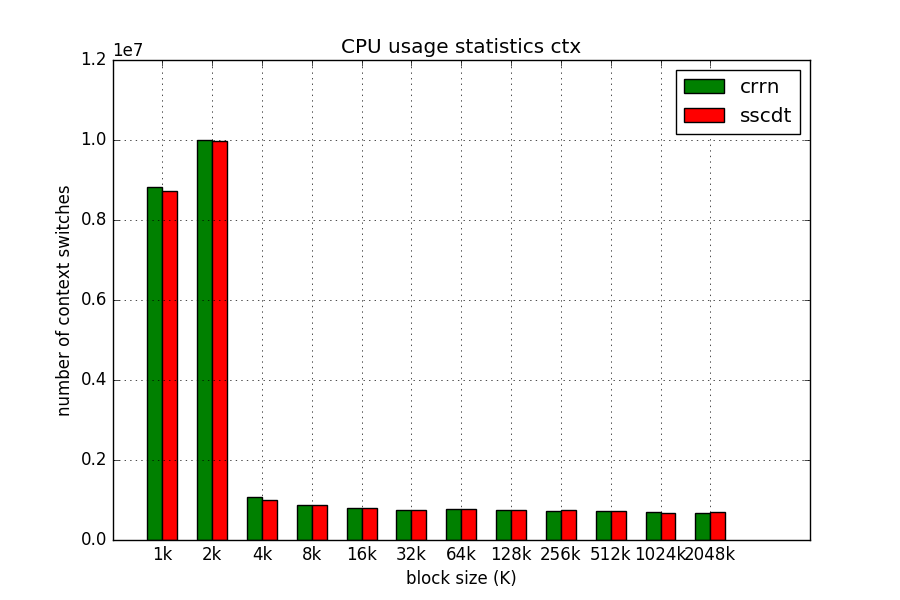 CPU usage statistics ctx
1e7
1.2
1.0
0.8
0.6
0.4
0.2
0.0
number of context switches
crrn
sscdt
1k 2k 4k 8k 16k 32k 64k 128k 256k 512k 1024k 2048k
block size (K)